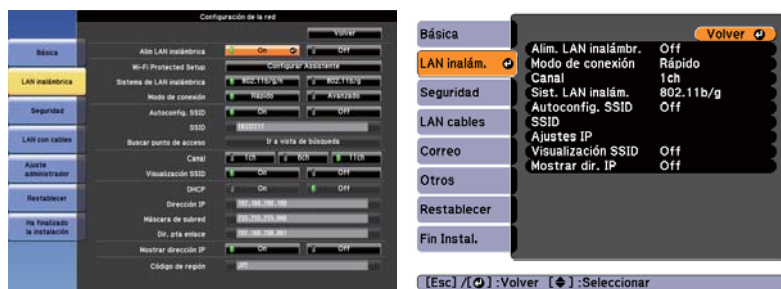 Configuración de la red
Volver
Básica
LAN inalámbrica
Seguridad
LAN con cables
Ajuste administrador
Restablecer
Ha finalizado la instalación
Alim LAN inalámbrica On Off
Wi-Fi Protected Setup Configurar Asistente
Sistema de LAN inalámbrica 802.11b/g/n 802.11b/g
Modo de conexión Rápido Avanzado
Autoconfig. SSID On Off
SSID
Buscar punto de acceso Ir a vista de búsqueda
Canal 1ch 6ch 11ch
Visualización SSID On Off
DHCP On Off
Dirección IP
Máscara de subred
Dir. pta enlace
Mostrar dirección IP On Off
Código de región
Básica
LAN inalám.
Seguridad
LAN cables
Correo
Otros
Restablecer
Fin Instal.
Volver
Alim. LAN inalámbr. Off
Modo de conexión Rápido
Canal 1ch
Sist. LAN inalám. 802.11b/g
Autoconfig. SSID Off
SSID
Ajustes IP
Visualización SSID Off
Mostrar dir. IP Off
[Esc] /[ ] :Volver [ ] :Seleccionar